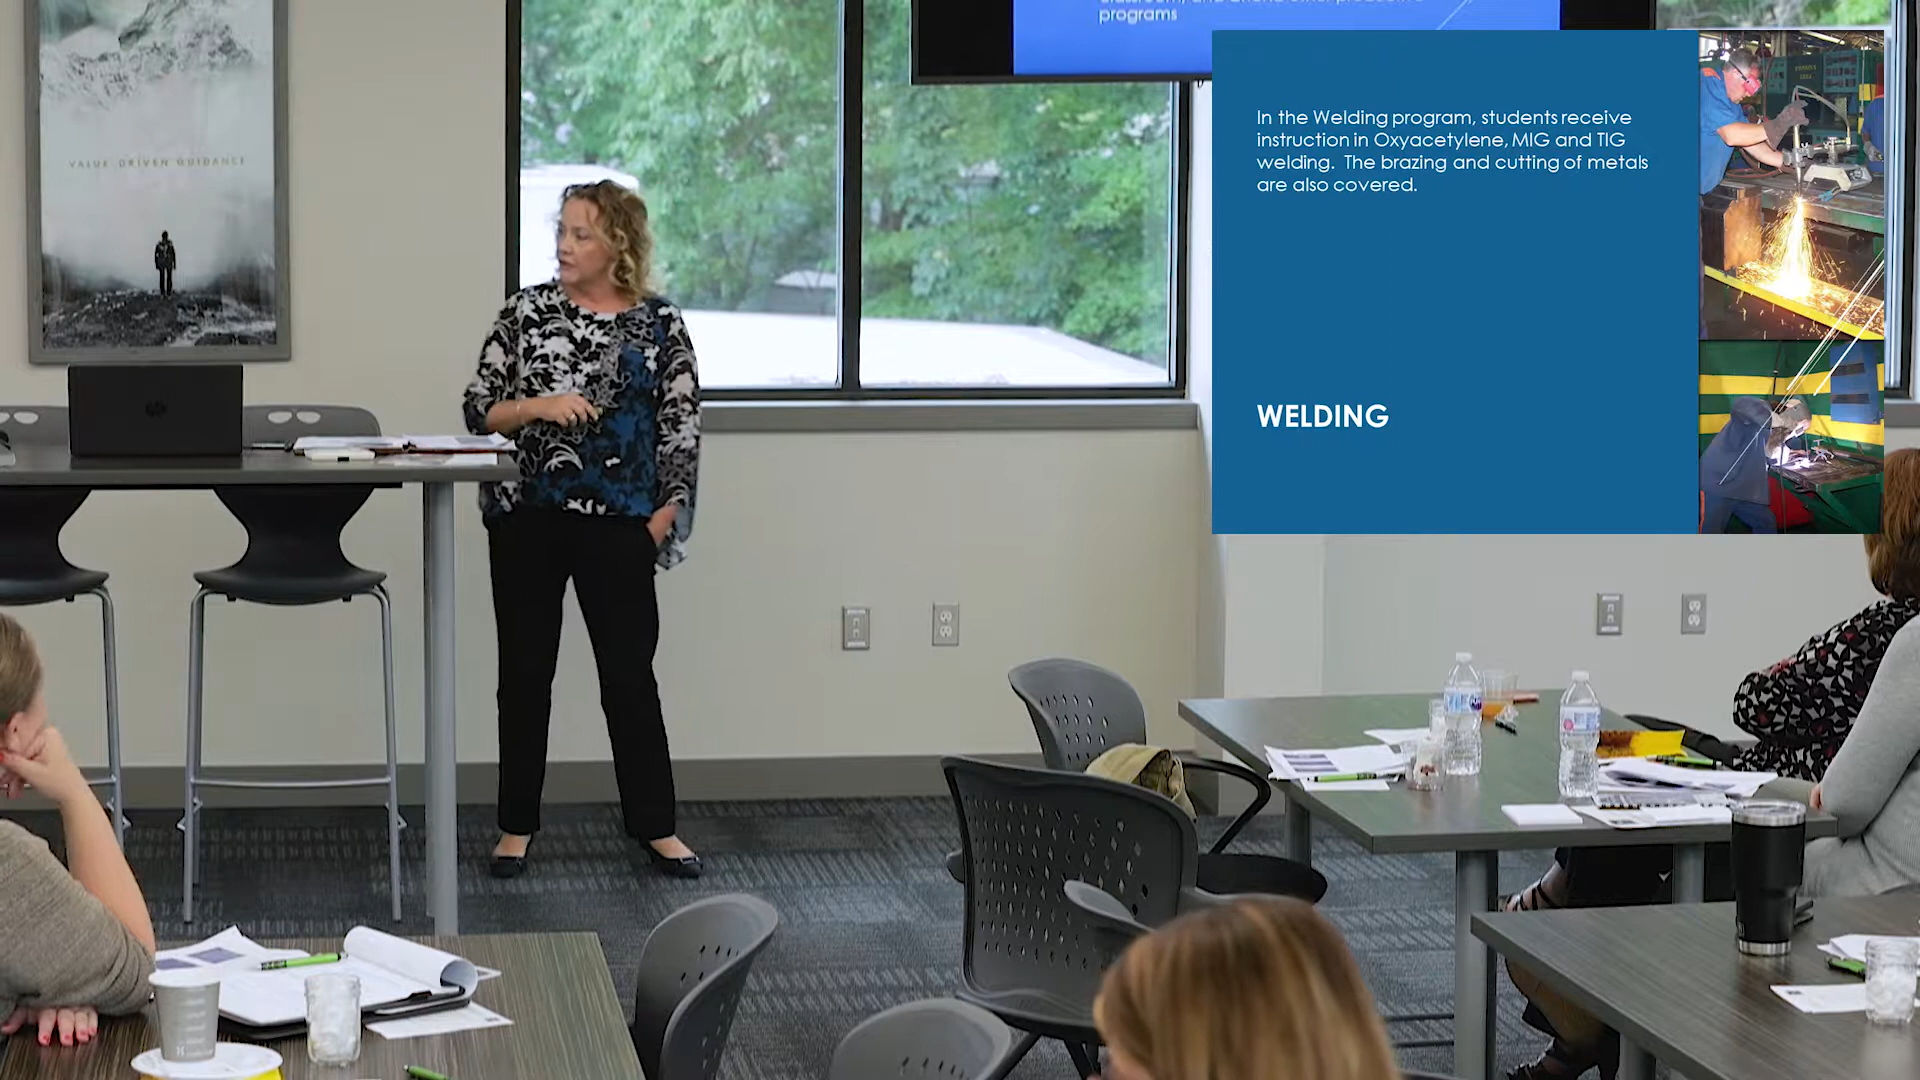 programs
VALUE DRIVEN GUIDANCE
In the Welding program, students receive
instruction in Oxyacetylene, MIG and TIG
welding. The brazing and cutting of metals
are also covered.
WELDING